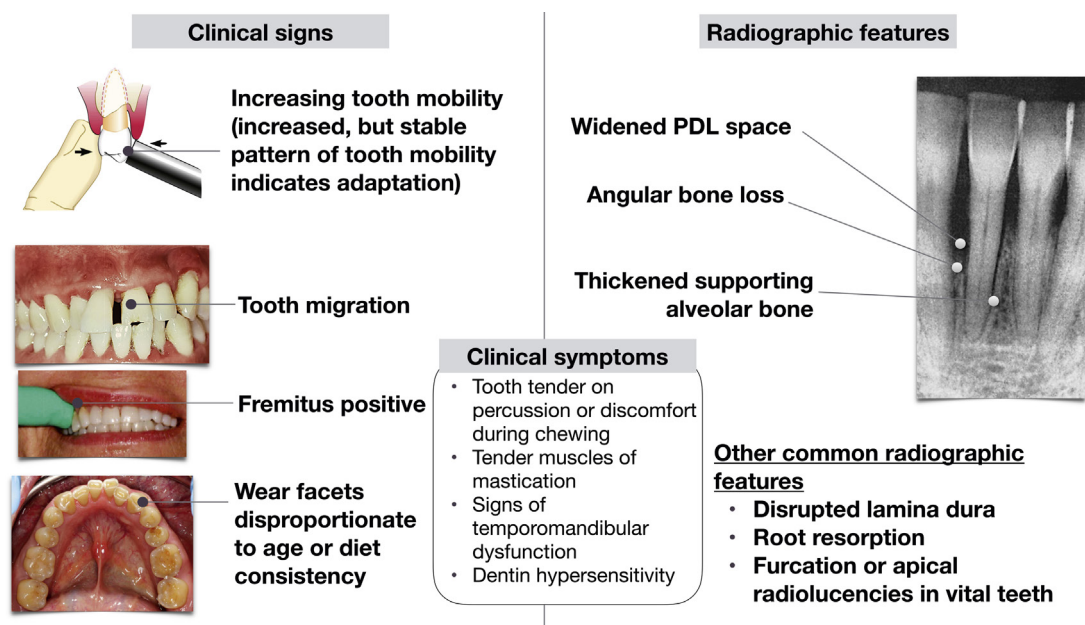 Clinical signs
Increasing tooth mobility
(increased, but stable
pattern of tooth mobility
indicates adaptation)
Tooth migration
Fremitus positive
Wear facets
disproportionate
to age or diet
consistency
Clinical symptoms
• Tooth tender on
percussion or discomfort
during chewing
• Tender muscles of
mastication
• Signs of
temporomandibular
dysfunction
• Dentin hypersensitivity
Radiographic features
Widened PDL space
Angular bone loss
Thickened supporting
alveolar bone
Other common radiographic
features
• Disrupted lamina dura
• Root resorption
• Furcation or apical
radiolucencies in vital teeth